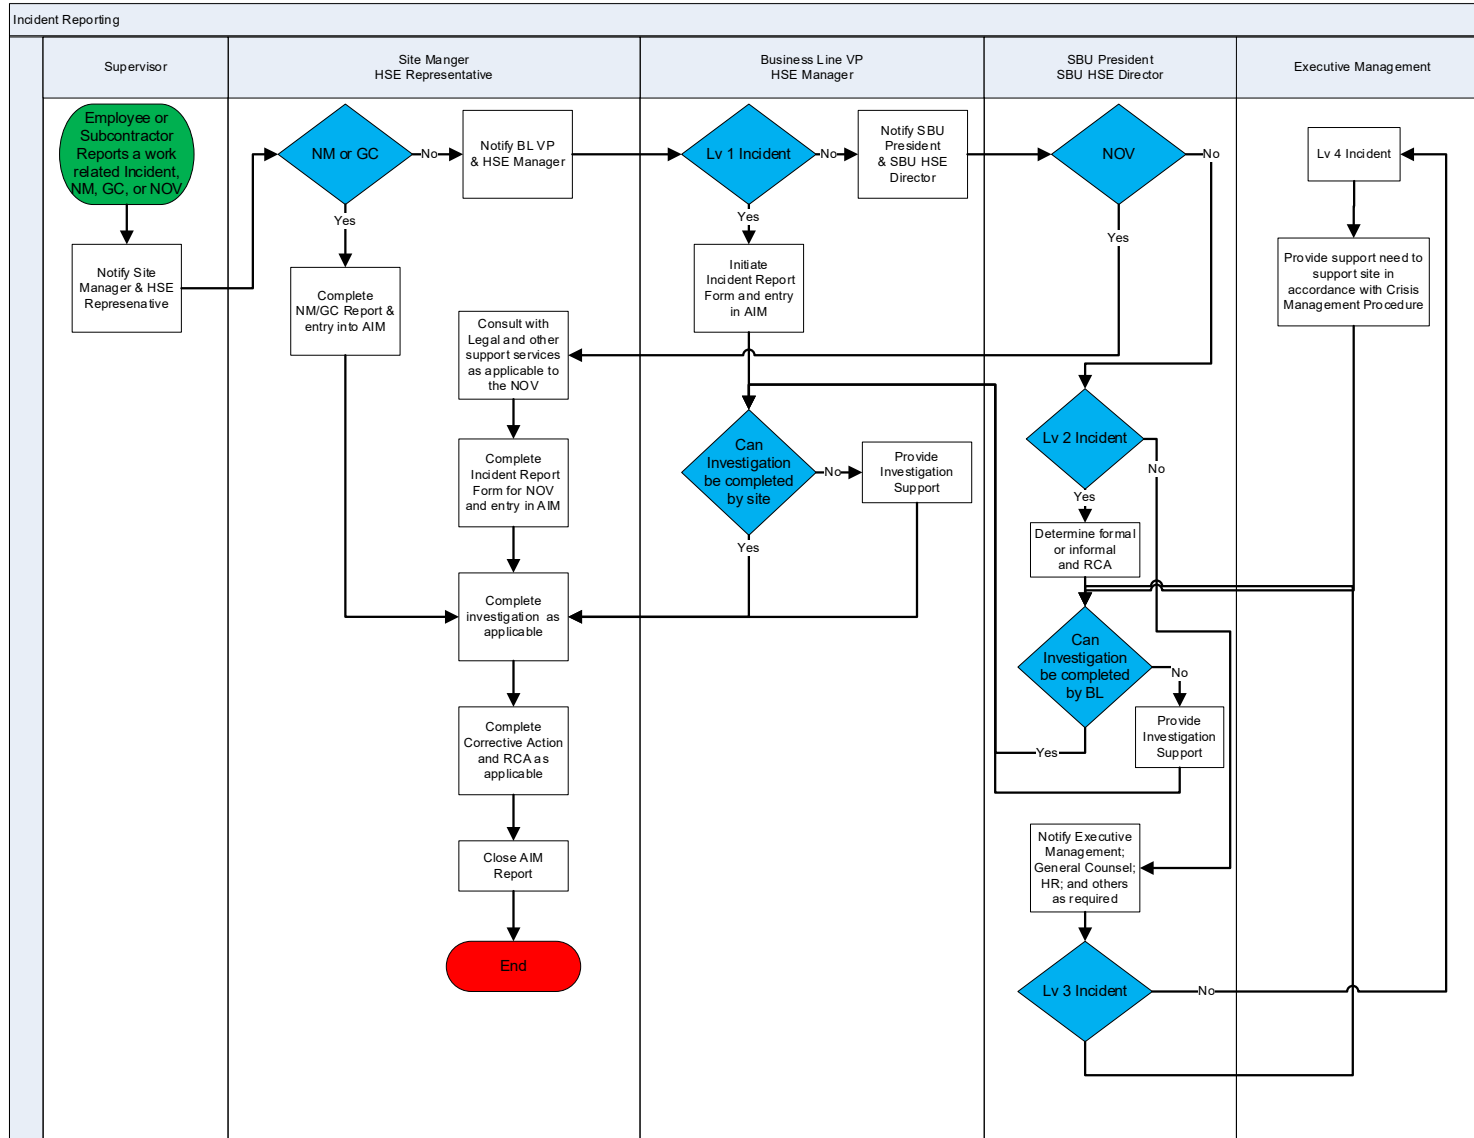 Incident Reporting
Supervisor
Site Manger
HSE Representative
Business Line VP
HSE Manager
SBU President
SBU HSE Director
Executive Management
Employee or
Subcontractor
Reports a work
related Incident,
NM, GC, or NOV
Notify Site
Manager & HSE
Represenative
NM or GC
No
Yes
Notify BL VP
& HSE Manager
Complete
NM/GC Report &
entry into AIM
Consult with
Legal and other
support services
as applicable to
the NOV
Complete
Incident Report
Form for NOV
and entry in AIM
Complete
investigation as
applicable
Complete
Corrective Action
and RCA as
applicable
Close AIM
Report
End
Lv 1 Incident
No
Yes
Notify SBU
President
& SBU HSE
Director
Initiate
Incident Report
Form and entry
in AIM
Can
Investigation
be completed
by site
No
Yes
Provide
Investigation
Support
NOV
No
Yes
Lv 2 Incident
No
Yes
Determine formal
or informal
and RCA
Can
Investigation
be completed
by BL
No
Yes
Provide
Investigation
Support
Notify Executive
Management;
General Counsel;
HR; and others
as required
Lv 3 Incident
No
Lv 4 Incident
Provide support need to
support site in
accordance with Crisis
Management Procedure